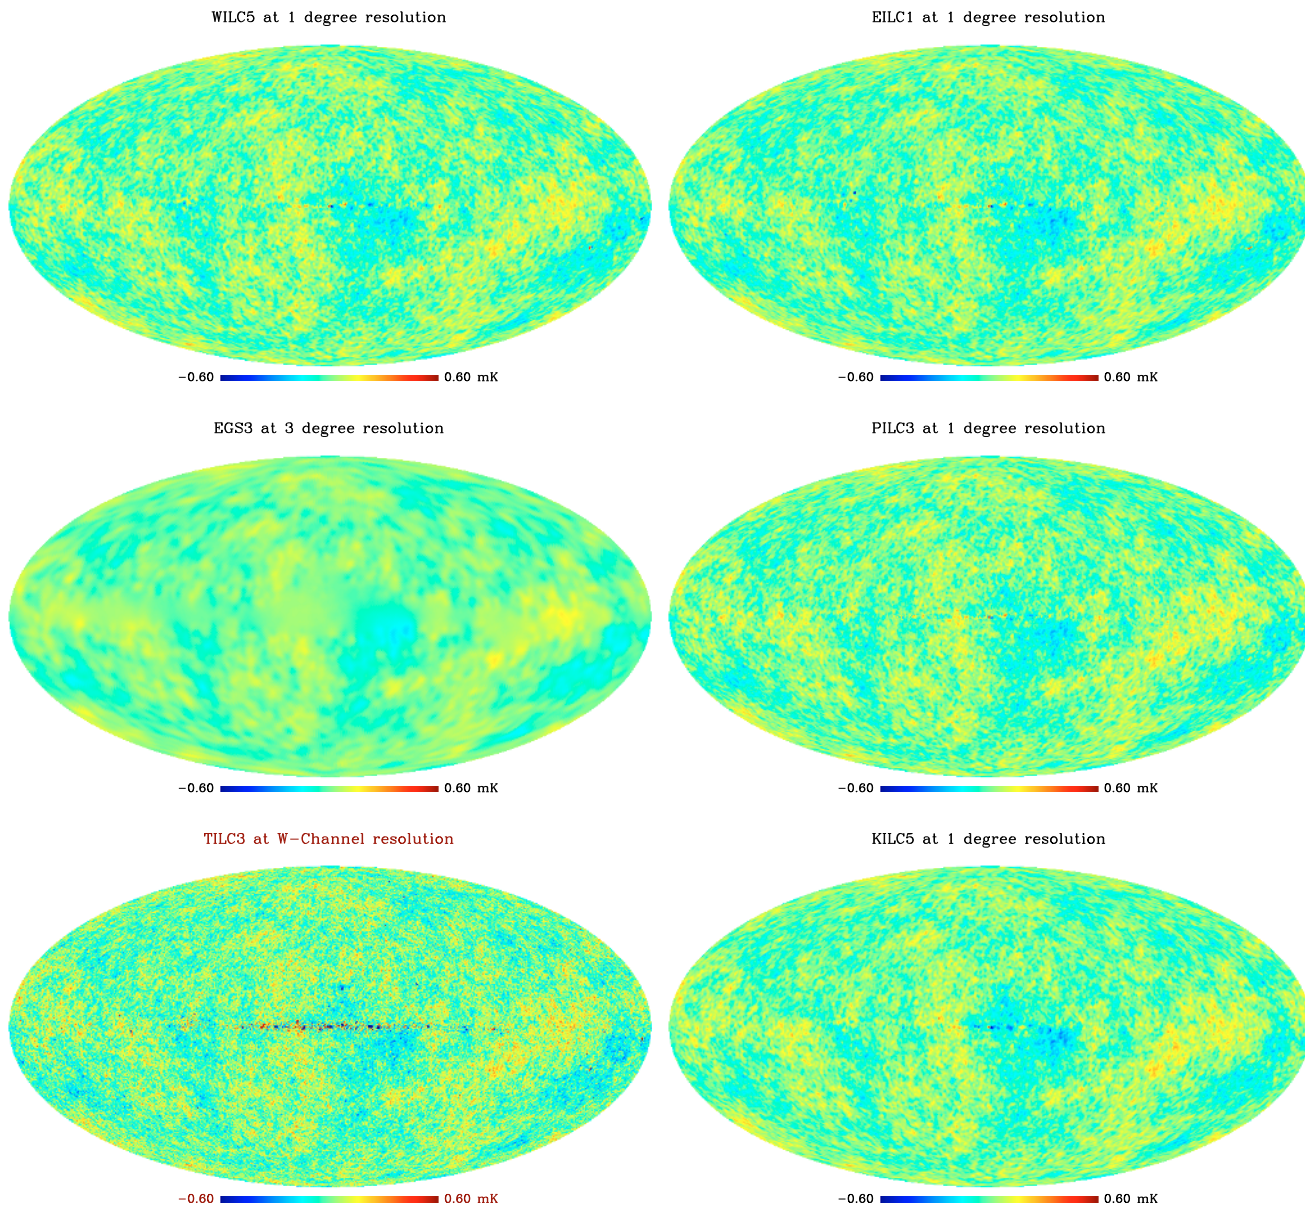 WILC5 at 1 degree resolution
EILC1 at 1 degree resolution
−0.60 0.60 mK
−0.60 0.60 mK
EGS3 at 3 degree resolution
PILC3 at 1 degree resolution
−0.60 0.60 mK
−0.60 0.60 mK
TILC3 at W−Channel resolution
KILC5 at 1 degree resolution
−0.60 0.60 mK
−0.60 0.60 mK